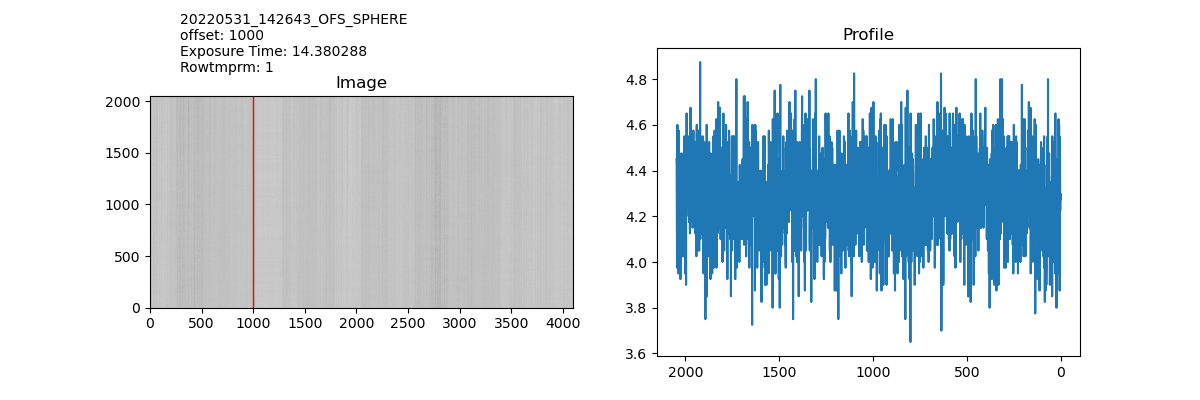 20220531_142643_OFS_SPHERE
offset: 1000
Exposure Time: 14.380288
Rowtmprm: 1
Image
2000
1500
1000
500
0
0 500 1000 1500 2000 2500 3000 3500 4000
Profile
4.8
4.6
4.4
4.2
4.0
3.8
3.6
2000 1500 1000 500 0